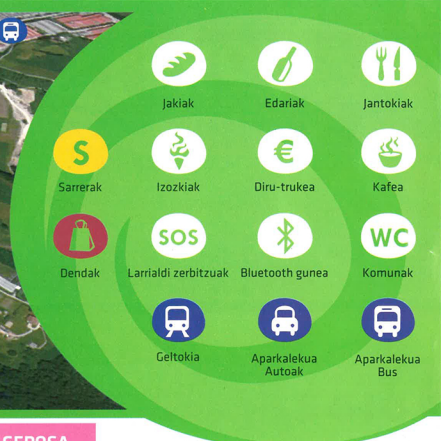 Jakiak
Edariak
Jantokiak
S
Sarrerak
Izozkiak
€
Diru-trukea
Kafea
Dendak
SOS
Larrialdi zerbitzuak
Bluetooth gunea
WC
Komunak
Geltokia
Aparkalekua
Autoak
Aparkalekua
Bus